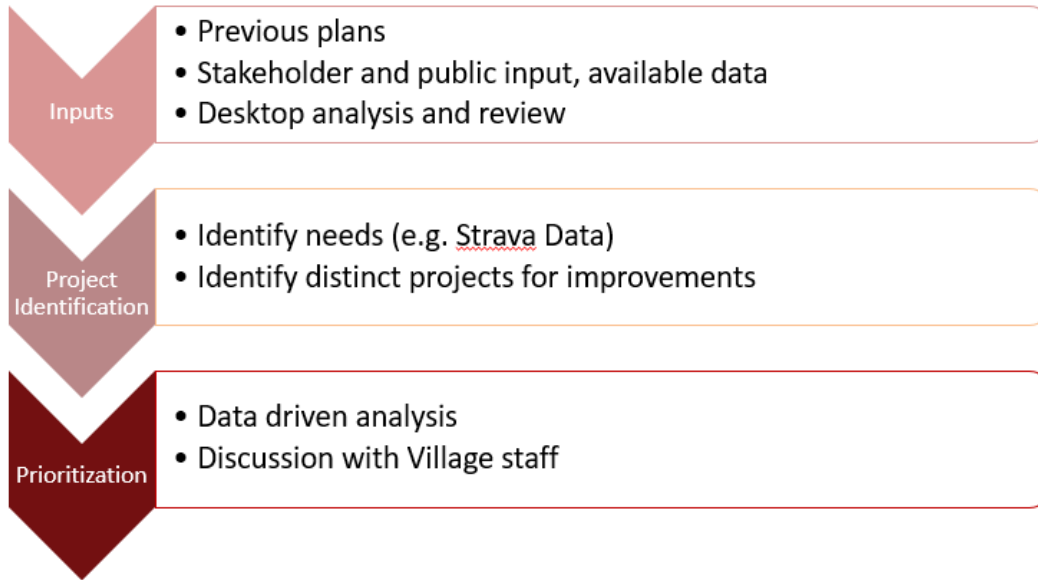 Inputs
• Previous plans
• Stakeholder and public input, available data
• Desktop analysis and review
Project
Identification
• Identify needs (e.g. Strava Data)
• Identify distinct projects for improvements
Prioritization
• Data driven analysis
• Discussion with Village staff